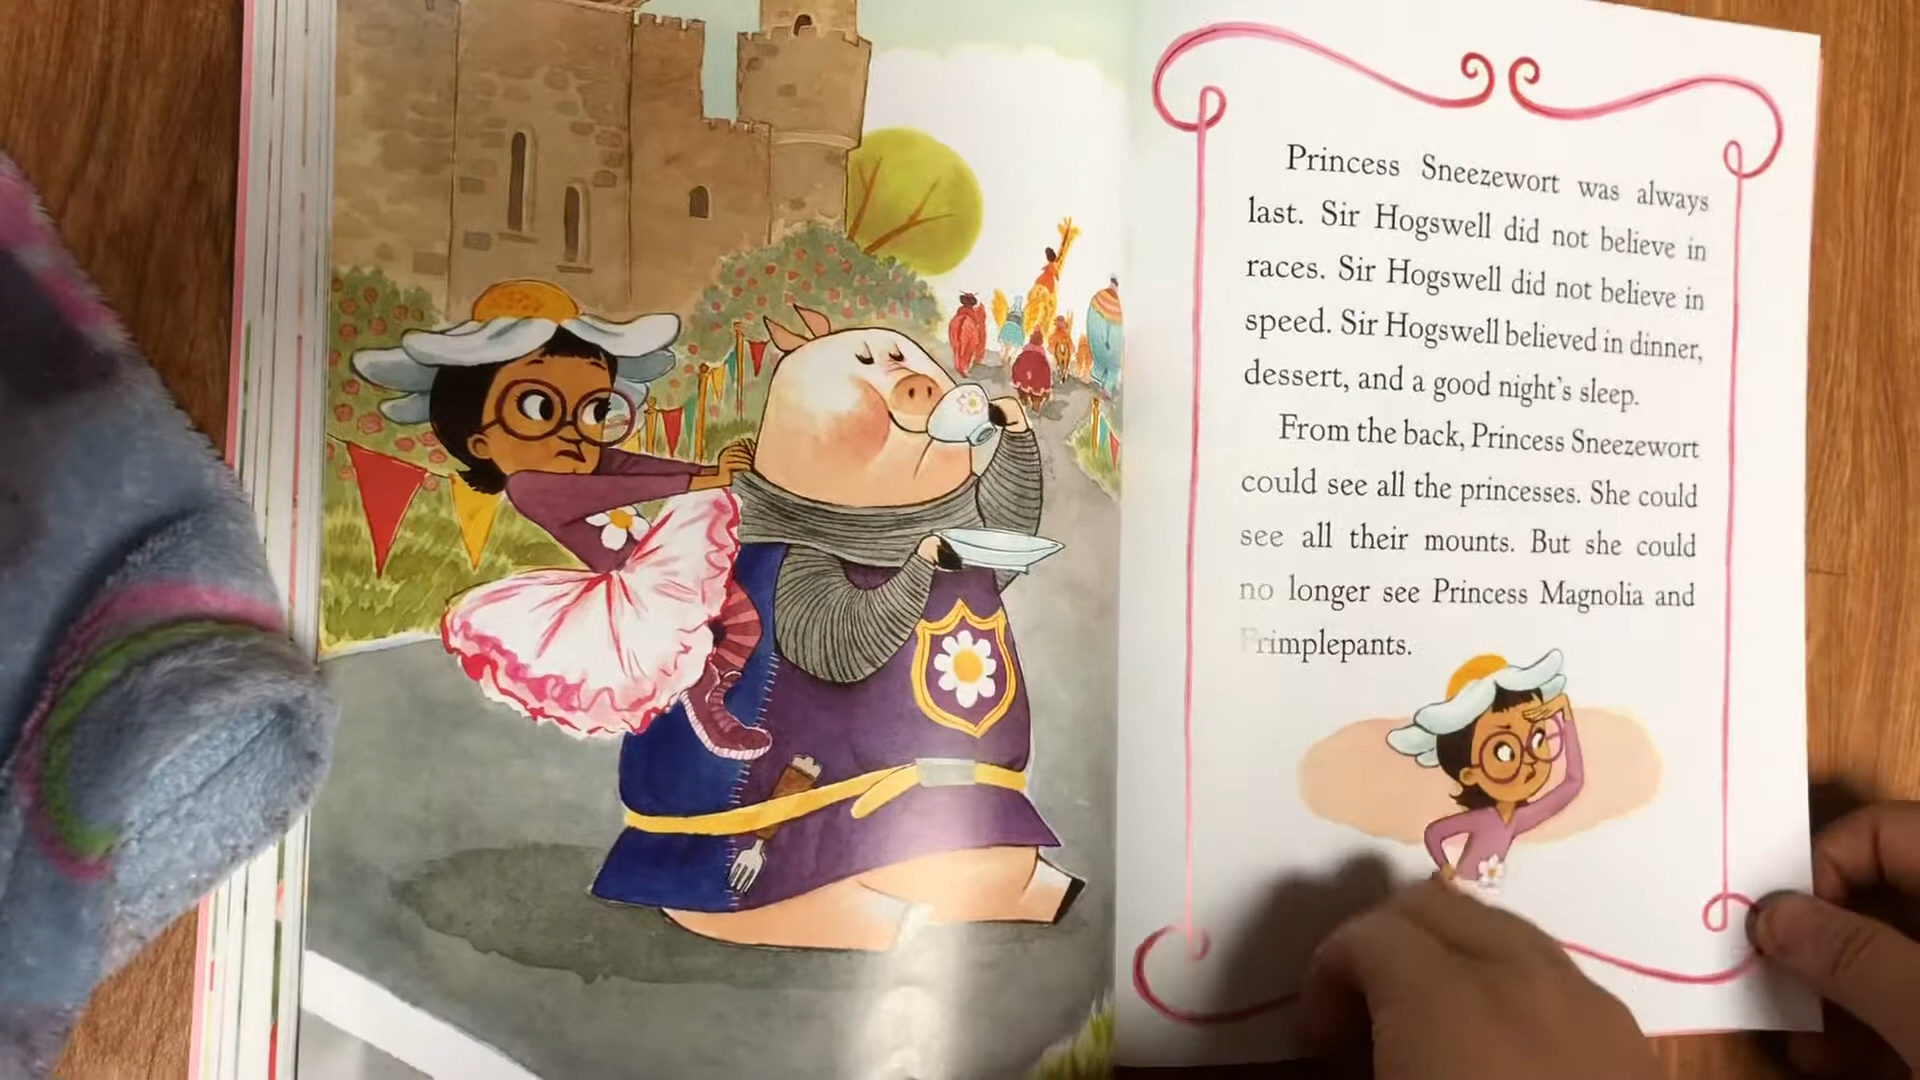 Princess Sneezewort was always
last. Sir Hogswell did not believe in
races. Sir Hogswell did not believe in
speed. Sir Hogswell believed in dinner,
dessert, and a good night's sleep.
From the back, Princess Sneezewort
could see all the princesses. She could
see all their mounts. But she could
no longer see Princess Magnolia and
Frimplepants.